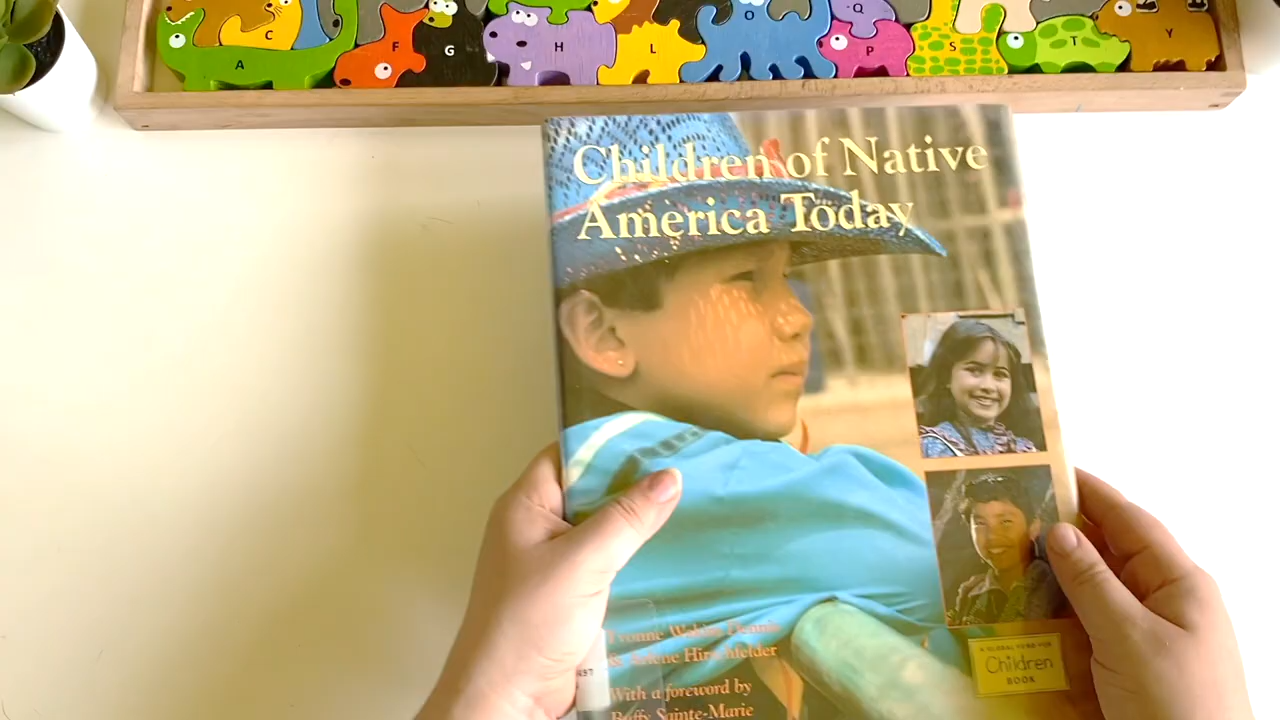 A
C
F
G
H
L
O
Q
P
S
T
Y
Children of Native
America Today
Yvonne Wakim Dennis
& Arlene Hirschfelder
With a foreword by
Buffy Sainte-Marie
A GLOBAL FUND FOR
Children
BOOK
497